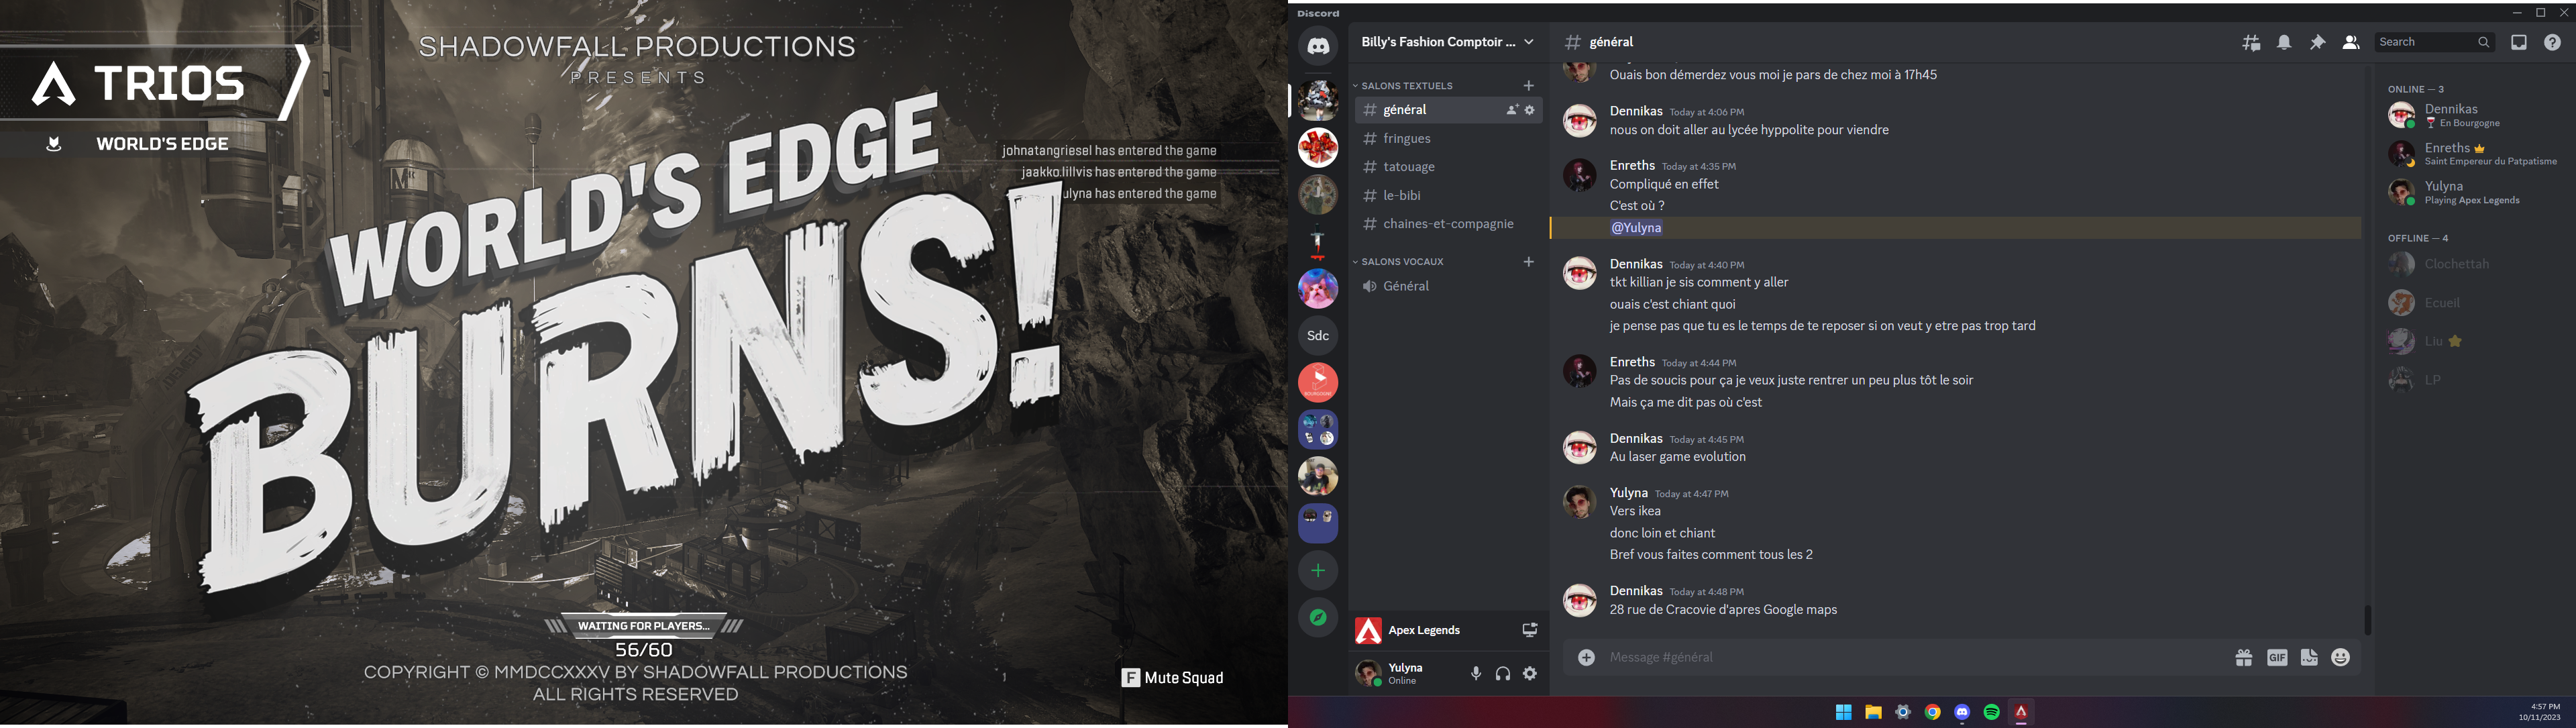 SHADOWFALL PRODUCTIONS
PRESENTS
TRIOS
WORLD'S EDGE
johnatangriesel has entered the game
jaakko.lillvis has entered the game
ulyna has entered the game
WORLD'S EDGE
BURNS!
WAITING FOR PLAYERS...
56/60
COPYRIGHT © MMDCCXXXV BY SHADOWFALL PRODUCTIONS
ALL RIGHTS RESERVED
F Mute Squad
Discord
Billy's Fashion Comptoir ...
SALONS TEXTUELS
général
fringues
tatouage
le-bibi
chaines-et-compagnie
SALONS VOCAUX
Général
Sdc
Apex Legends
Yulyna
Online
général
Search
Ouais bon démerdez vous moi je pars de chez moi à 17h45
Dennikas Today at 4:06 PM
nous on doit aller au lycée hyppolite pour viendre
Enreths Today at 4:35 PM
Compliqué en effet
C'est où ?
@Yulyna
Dennikas Today at 4:40 PM
tkt killian je sis comment y aller
ouais c'est chiant quoi
je pense pas que tu es le temps de te reposer si on veut y etre pas trop tard
Enreths Today at 4:44 PM
Pas de soucis pour ça je veux juste rentrer un peu plus tôt le soir
Mais ça me dit pas où c'est
Dennikas Today at 4:45 PM
Au laser game evolution
Yulyna Today at 4:47 PM
Vers ikea
donc loin et chiant
Bref vous faites comment tous les 2
Dennikas Today at 4:48 PM
28 rue de Cracovie d'apres Google maps
Message #général
GIF
ONLINE — 3
Dennikas
En Bourgogne
Enreths
Saint Empereur du Patpatisme
Yulyna
Playing Apex Legends
OFFLINE — 4
Clochettah
Ecueil
Liu
LP
4:57 PM
10/11/2023